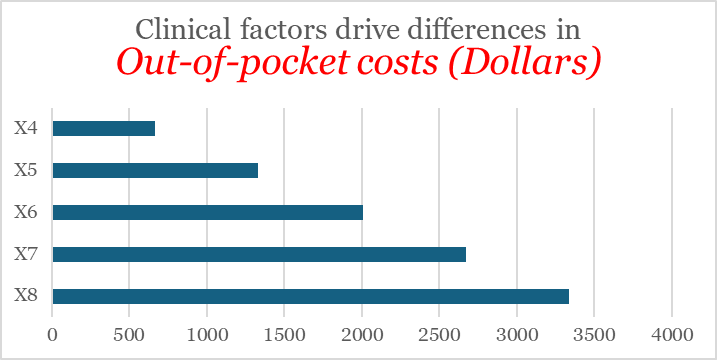 Clinical factors drive differences in
Out-of-pocket costs (Dollars)
X4
X5
X6
X7
X8
0 500 1000 1500 2000 2500 3000 3500 4000